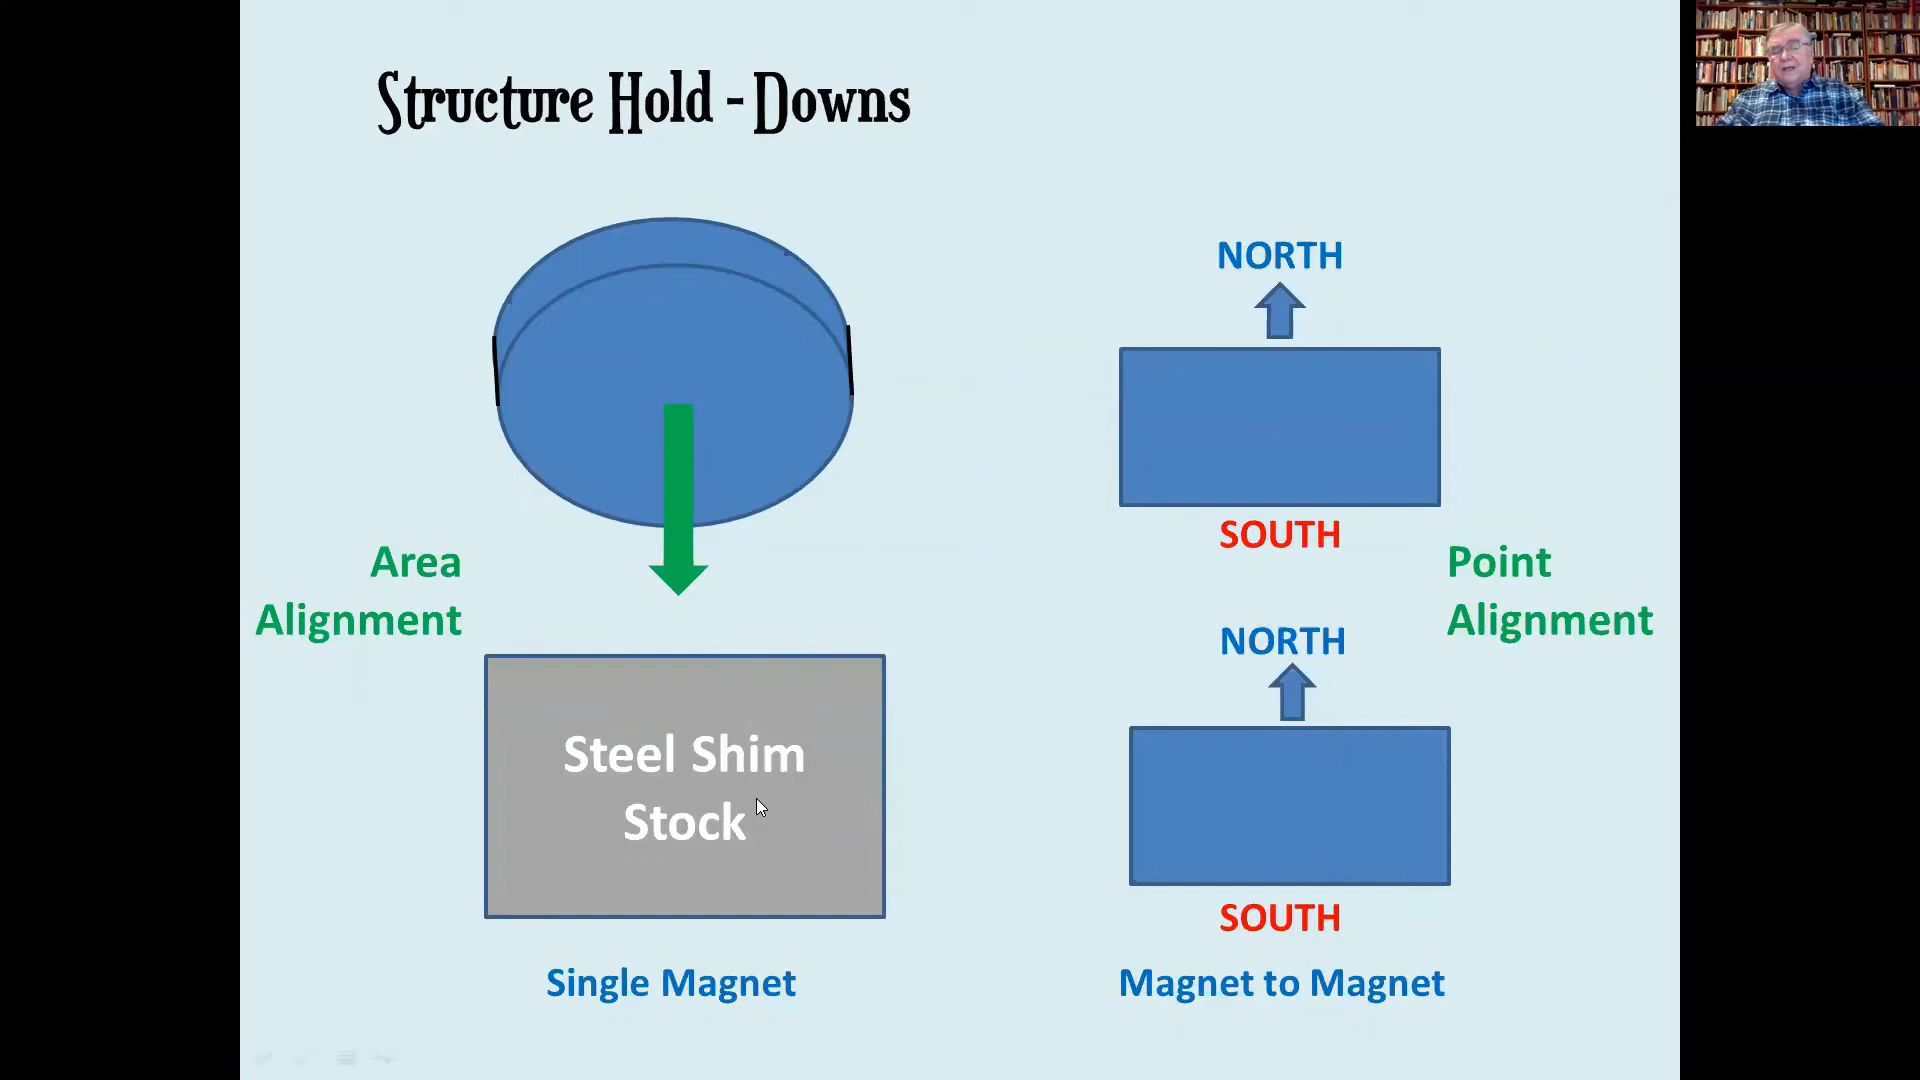 Structure Hold - Downs
NORTH
SOUTH
Area
Alignment
Point
Alignment
NORTH
Steel Shim
Stock
SOUTH
Single Magnet
Magnet to Magnet